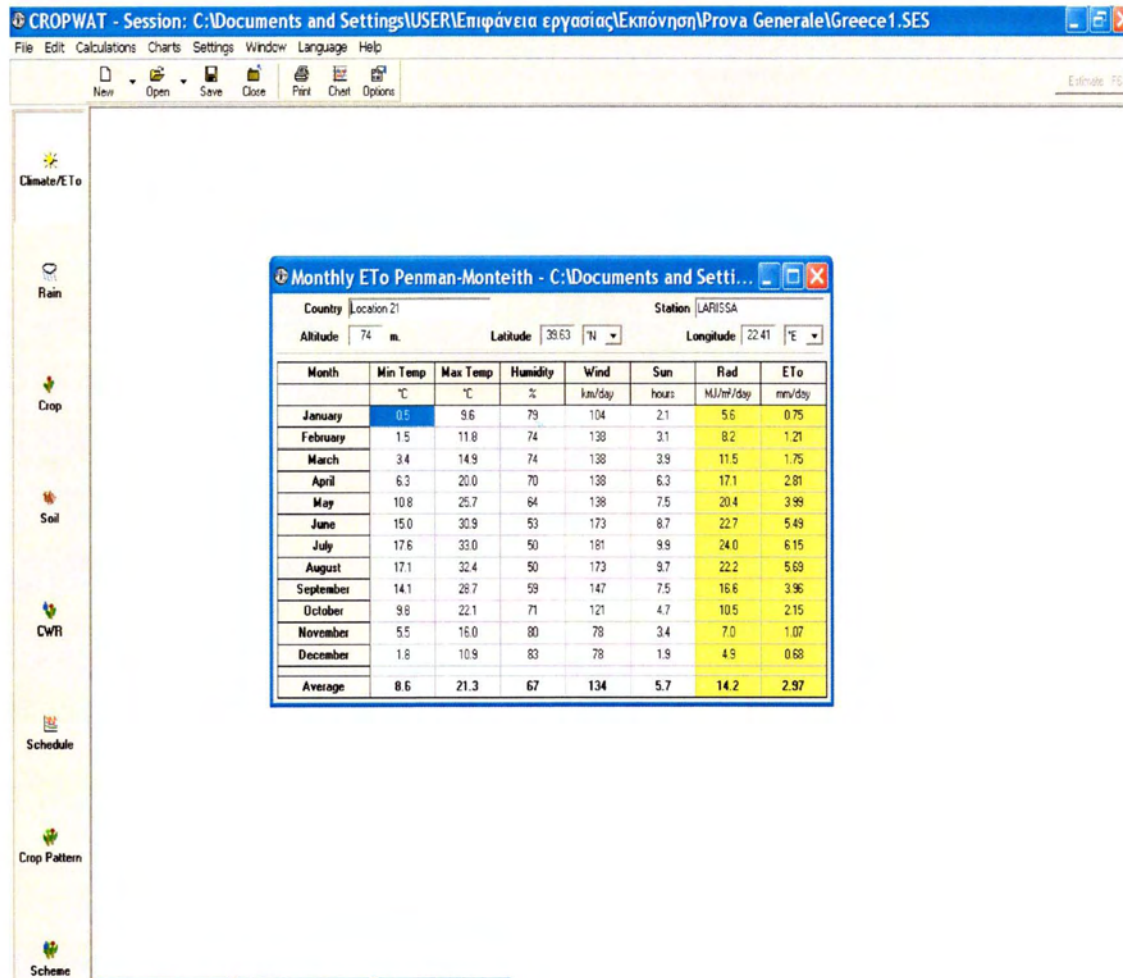 CROPWAT - Session: C:\Documents and Settings\USER\Επιφάνεια εργασίας\Εκπόνηση\Prova Generale\Greece1.SES
File Edit Calculations Charts Settings Window Language Help
New Open Save Close Print Chart Options Estimate F6
Climate/ETo
Rain
Crop
Soil
CWR
Schedule
Crop Pattern
Scheme
Monthly ETo Penman-Monteith - C:\Documents and Setti...
Country Location 21 Station LARISSA
Altitude 74 m. Latitude 39.63 °N Longitude 22.41 °E
Month Min Temp Max Temp Humidity Wind Sun Rad ETo
°C °C % km/day hours MJ/m²/day mm/day
January 0.5 9.6 79 104 2.1 5.6 0.75
February 1.5 11.8 74 138 3.1 8.2 1.21
March 3.4 14.9 74 138 3.9 11.5 1.75
April 6.3 20.0 70 138 6.3 17.1 2.81
May 10.8 25.7 64 138 7.5 20.4 3.99
June 15.0 30.9 53 173 8.7 22.7 5.49
July 17.6 33.0 50 181 9.9 24.0 6.15
August 17.1 32.4 50 173 9.7 22.2 5.69
September 14.1 28.7 59 147 7.5 16.6 3.96
October 9.8 22.1 71 121 4.7 10.5 2.15
November 5.5 16.0 80 78 3.4 7.0 1.07
December 1.8 10.9 83 78 1.9 4.9 0.68
Average 8.6 21.3 67 134 5.7 14.2 2.97